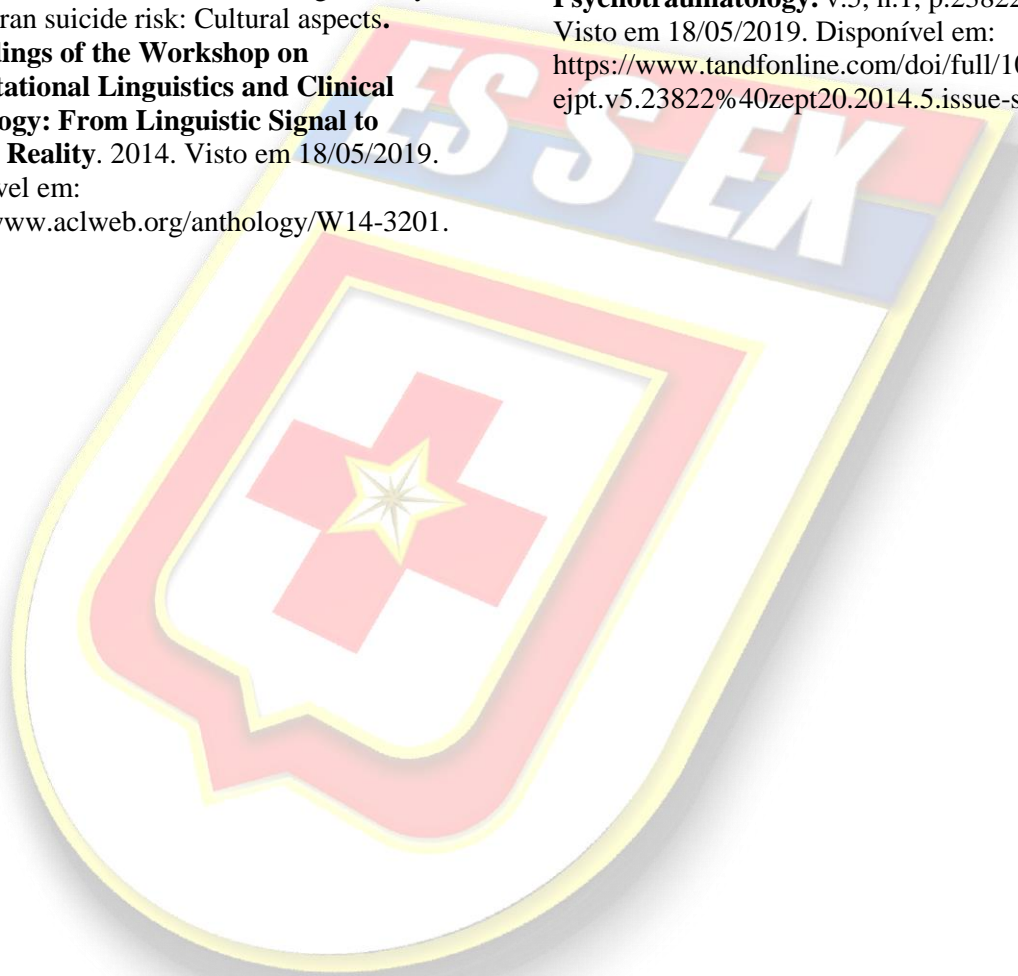 ran suicide risk: Cultural aspects.
dings of the Workshop on
tational Linguistics and Clinical
ogy: From Linguistic Signal to
Reality. 2014. Visto em 18/05/2019.
vel em:
www.aclweb.org/anthology/W14-3201.
Psychotraumatology. v.5, n.1, p.23822
Visto em 18/05/2019. Disponível em:
https://www.tandfonline.com/doi/full/10
ejpt.v5.23822%40zept20.2014.5.issue-s
ES S EX